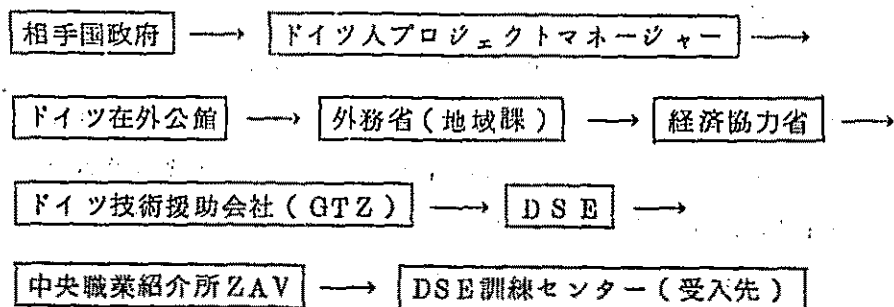 相手国政府 → ドイツ人プロジェクトマネージャー →
ドイツ在外公館 → 外務省(地域課) → 経済協力省 →
ドイツ技術援助会社(GTZ) → DSE →
中央職業紹介所ZAV → DSE訓練センター(受入先)